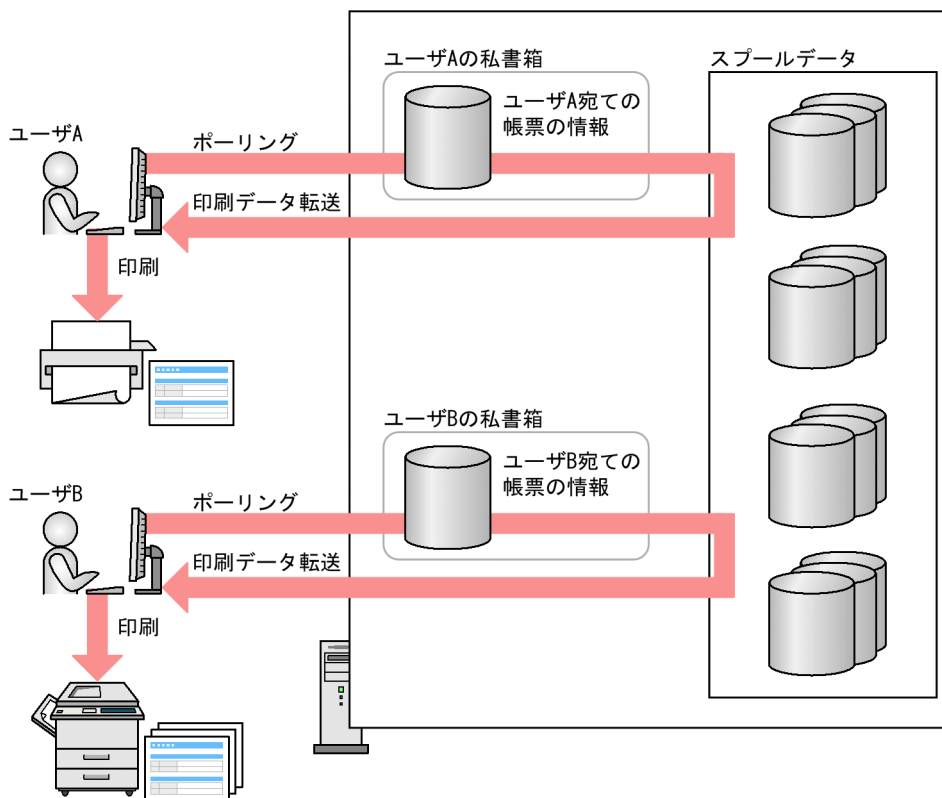 ユーザAの私書箱
スプールデータ
ユーザA宛ての
帳票の情報
ユーザA
ポーリング
印刷データ転送
印刷
ユーザBの私書箱
ユーザB宛ての
帳票の情報
ユーザB
ポーリング
印刷データ転送
印刷